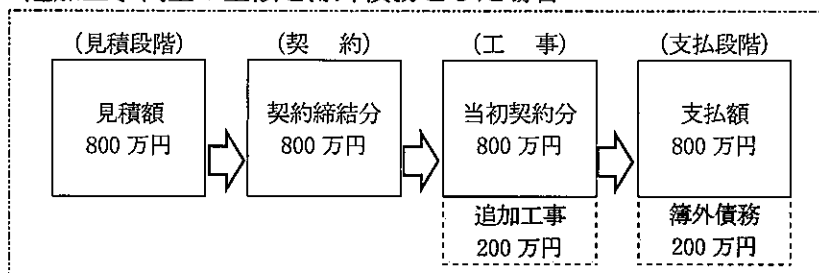 (見積段階) (契　約) (工　事) (支払段階)
見積額 契約締結分 当初契約分 支払額
800 万円 800 万円 800 万円 800 万円
追加工事 簿外債務
200 万円 200 万円